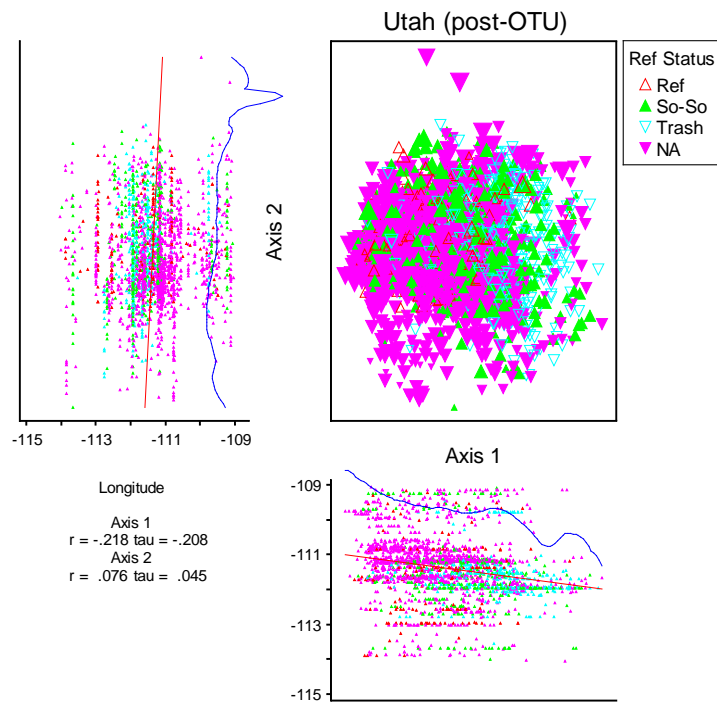 Utah (post-OTU)
Ref Status
Ref
So-So
Trash
NA
Axis 2
-115 -113 -111 -109
Axis 1
Longitude
Axis 1
r = -.218 tau = -.208
Axis 2
r = .076 tau = .045
-109
-111
-113
-115